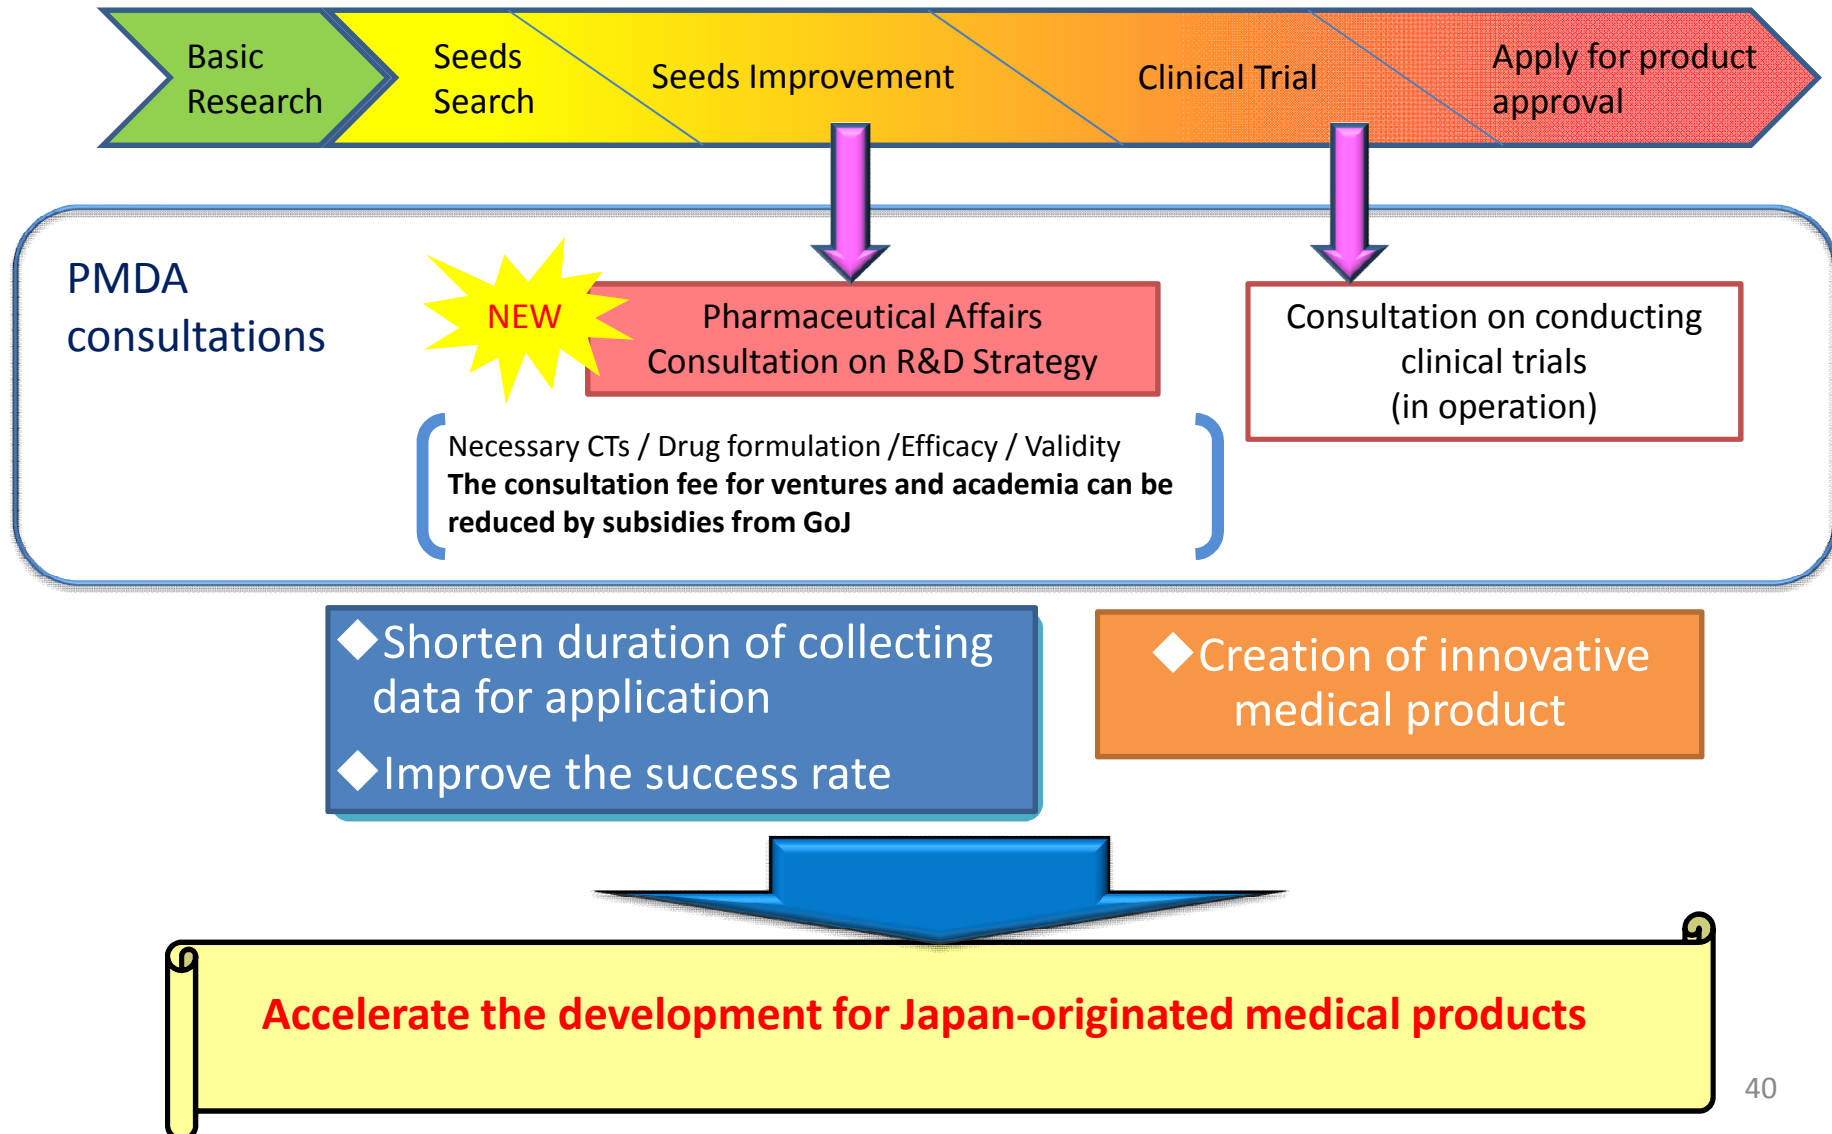 Basic
Research
Seeds
Search
Seeds Improvement
Clinical Trial
Apply for product
approval
PMDA
consultations
NEW
Pharmaceutical Affairs
Consultation on R&D Strategy
Consultation on conducting
clinical trials
(in operation)
Necessary CTs / Drug formulation /Efficacy / Validity
The consultation fee for ventures and academia can be
reduced by subsidies from GoJ
◆Shorten duration of collecting
data for application
◆Improve the success rate
◆Creation of innovative
medical product
Accelerate the development for Japan-originated medical products
40